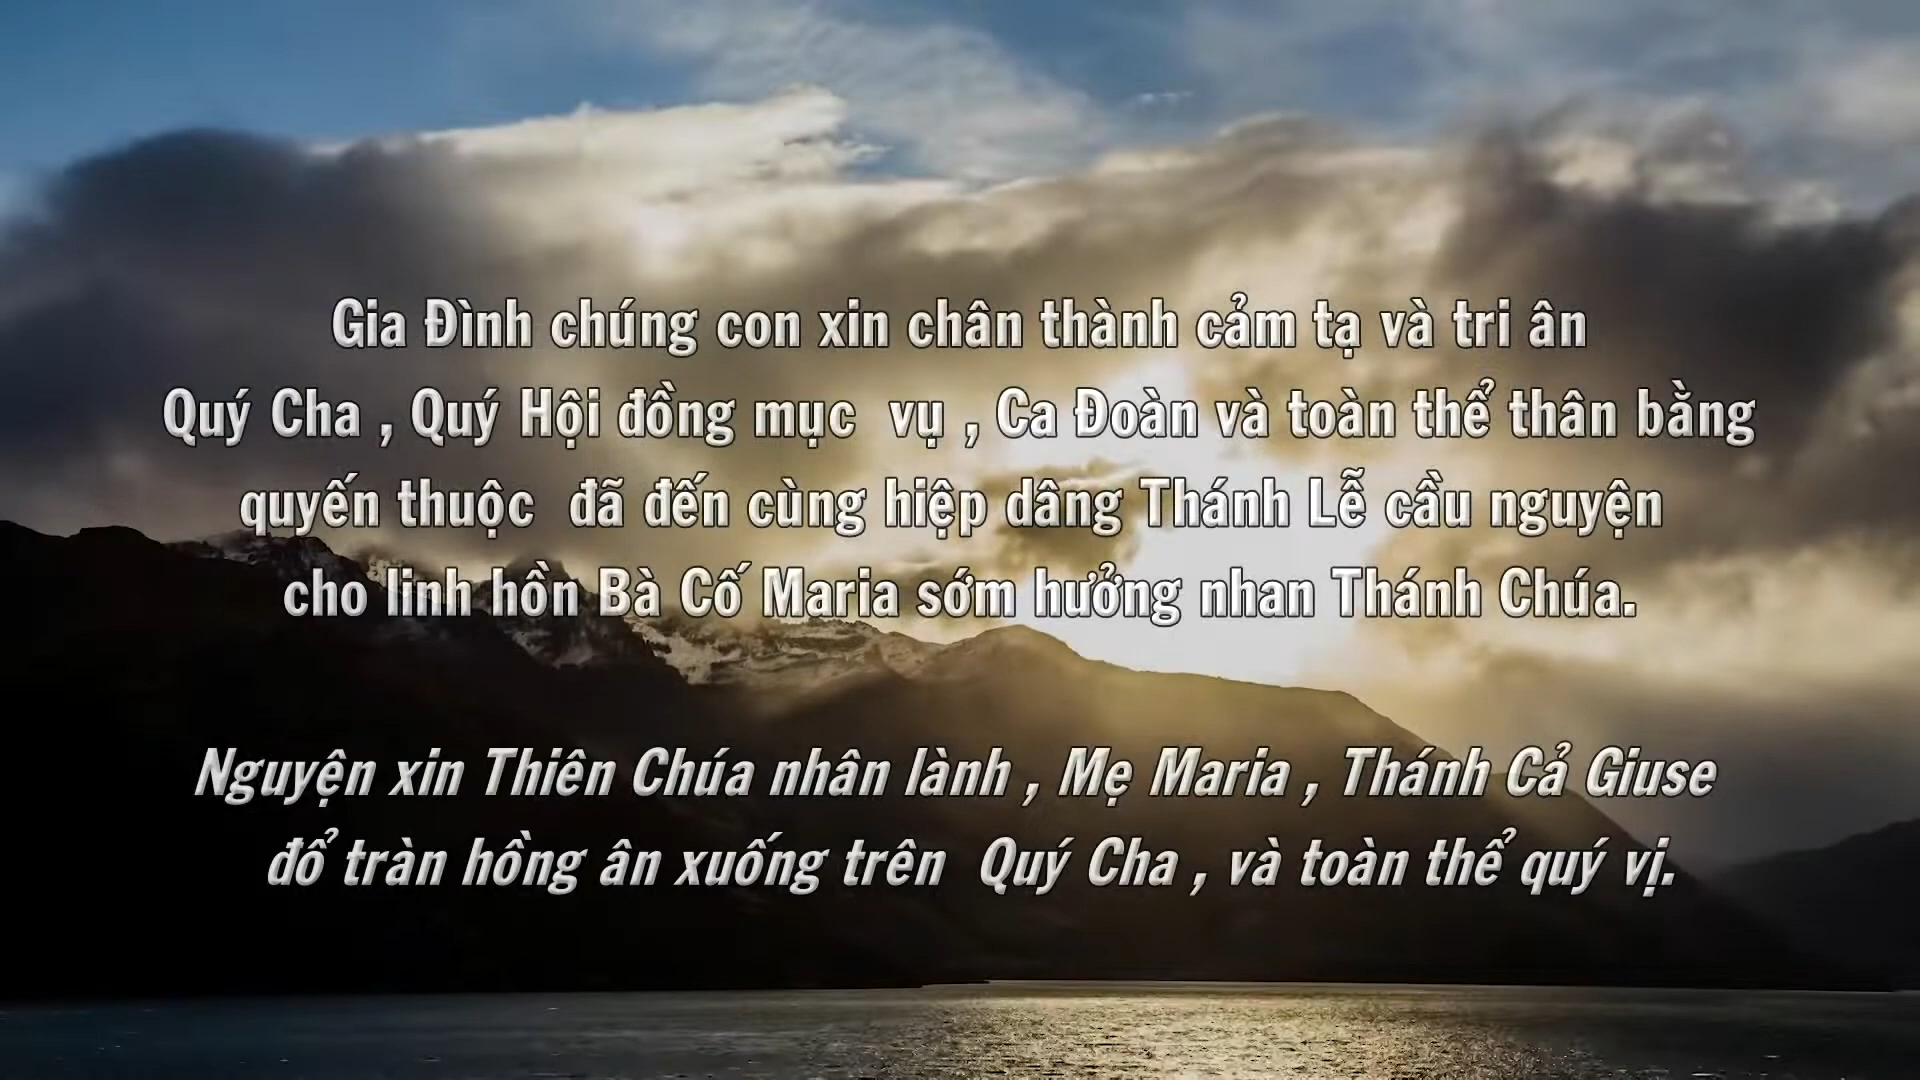 Gia Đình chúng con xin chân thành cảm tạ và tri ân
Quý Cha , Quý Hội đồng mục vụ , Ca Đoàn và toàn thể thân bằng
quyến thuộc đã đến cùng hiệp dâng Thánh Lễ cầu nguyện
cho linh hồn Bà Cố Maria sớm hưởng nhan Thánh Chúa.
Nguyện xin Thiên Chúa nhân lành , Mẹ Maria , Thánh Cả Giuse
đổ tràn hồng ân xuống trên Quý Cha , và toàn thể quý vị.